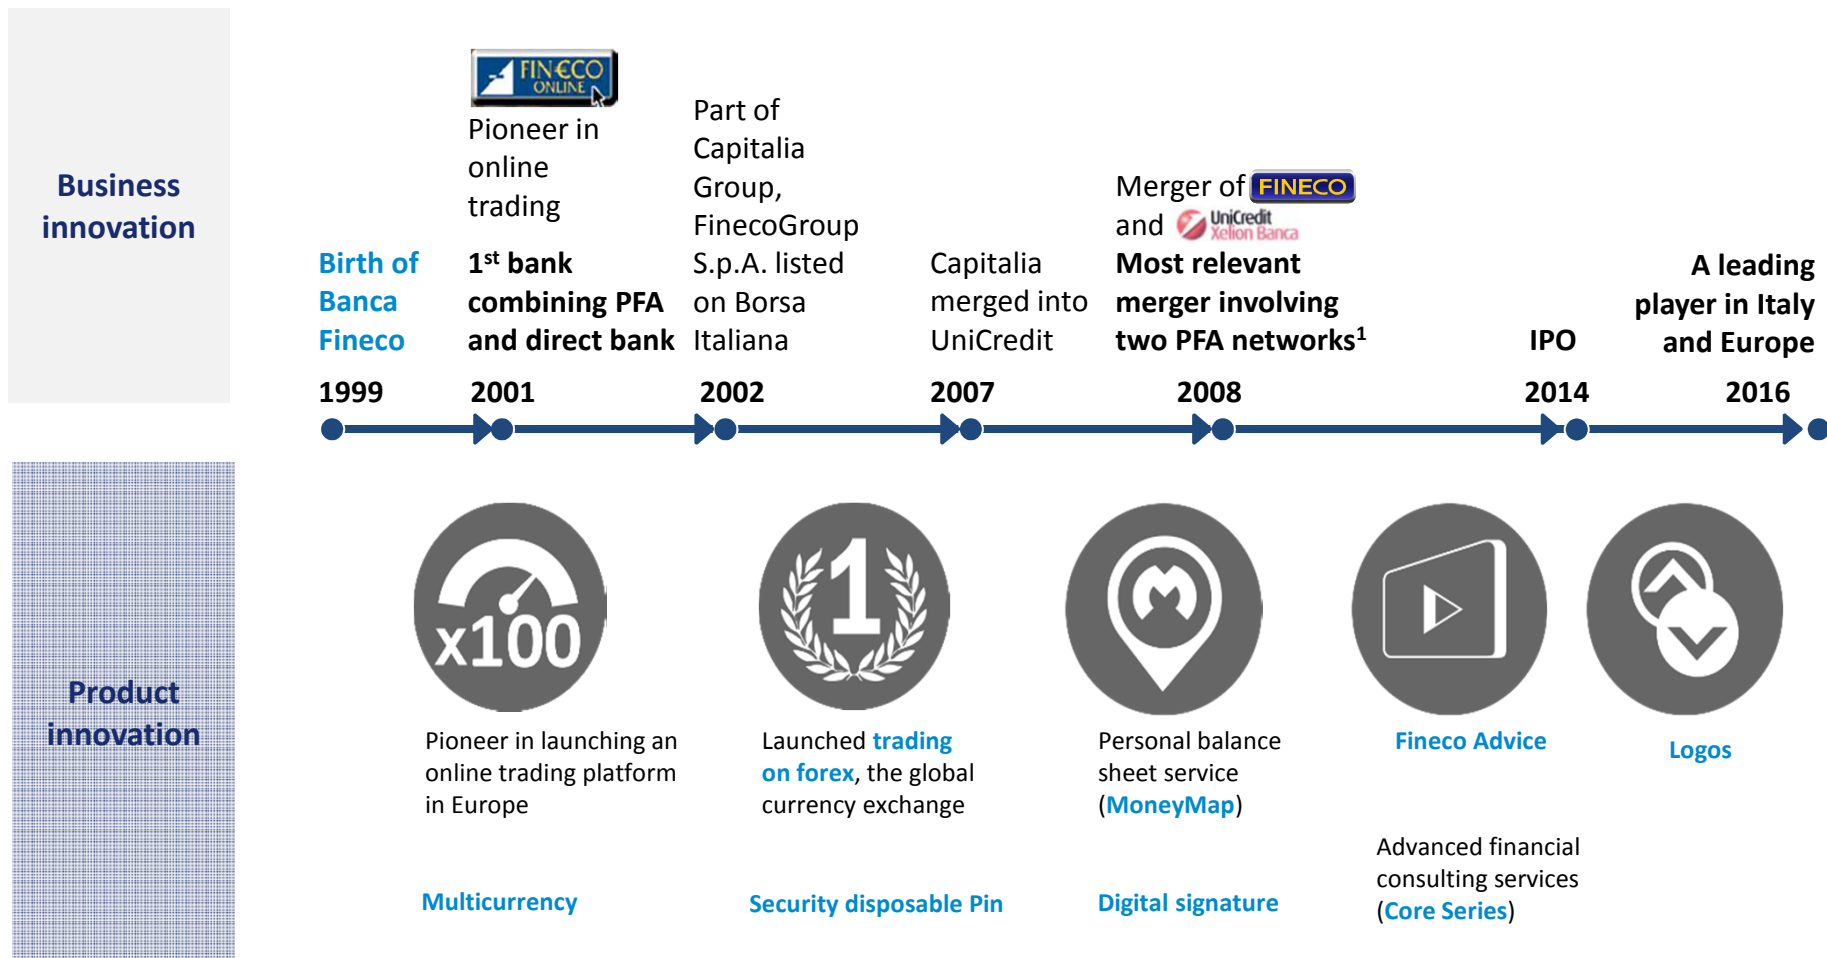 Business
innovation
Birth of
Banca
Fineco
1999
FIN€CO
ONLINE
Pioneer in
online
trading
1st bank
combining PFA
and direct bank
2001
Part of
Capitalia
Group,
FinecoGroup
S.p.A. listed
on Borsa
Italiana
2002
Capitalia
merged into
UniCredit
2007
Merger of FINECO
and UniCredit
Xelion Banca
Most relevant
merger involving
two PFA networks1
2008
IPO
2014
A leading
player in Italy
and Europe
2016
Product
innovation
x100
Pioneer in launching an
online trading platform
in Europe
Multicurrency
1
Launched trading
on forex, the global
currency exchange
Security disposable Pin
M
Personal balance
sheet service
(MoneyMap)
Digital signature
Fineco Advice
Advanced financial
consulting services
(Core Series)
Logos